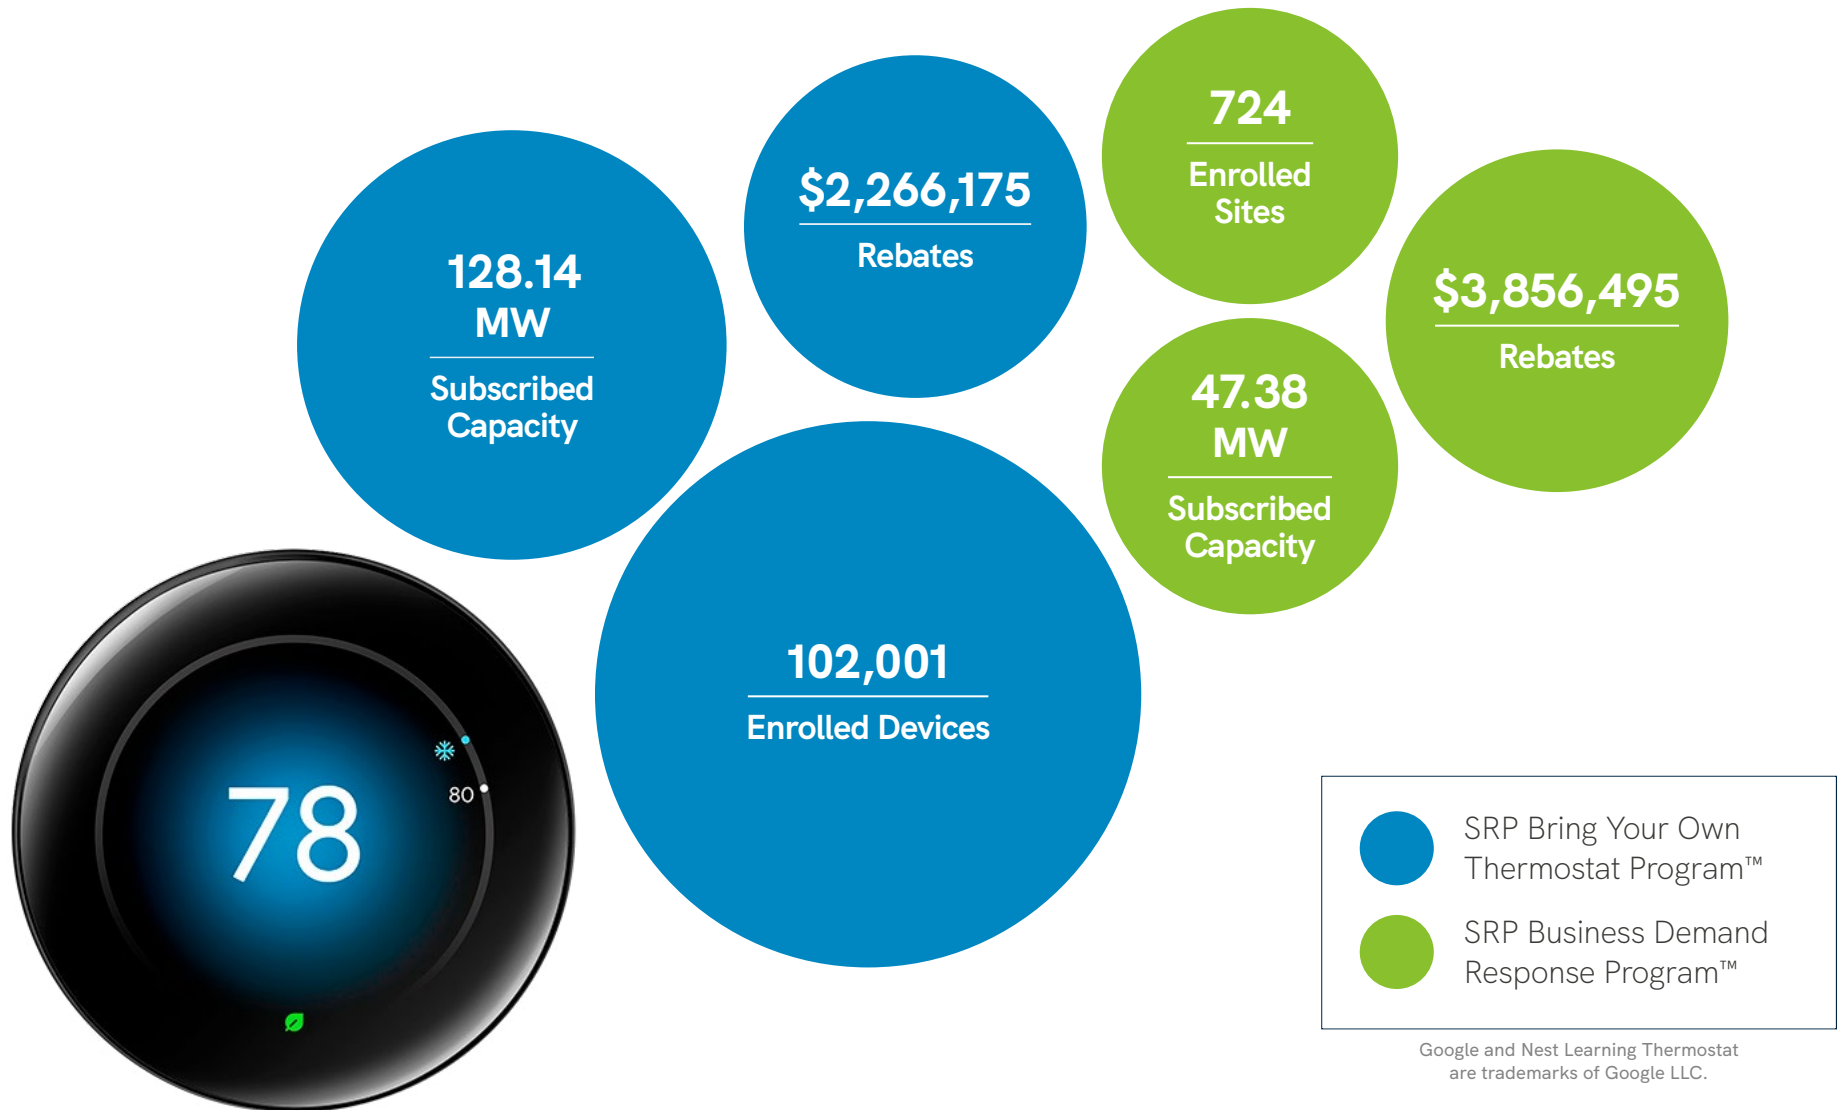 128.14
MW
Subscribed
Capacity
$2,266,175
Rebates
724
Enrolled
Sites
$3,856,495
Rebates
47.38
MW
Subscribed
Capacity
102,001
Enrolled Devices
78
80
SRP Bring Your Own
Thermostat Program™
SRP Business Demand
Response Program™
Google and Nest Learning Thermostat
are trademarks of Google LLC.